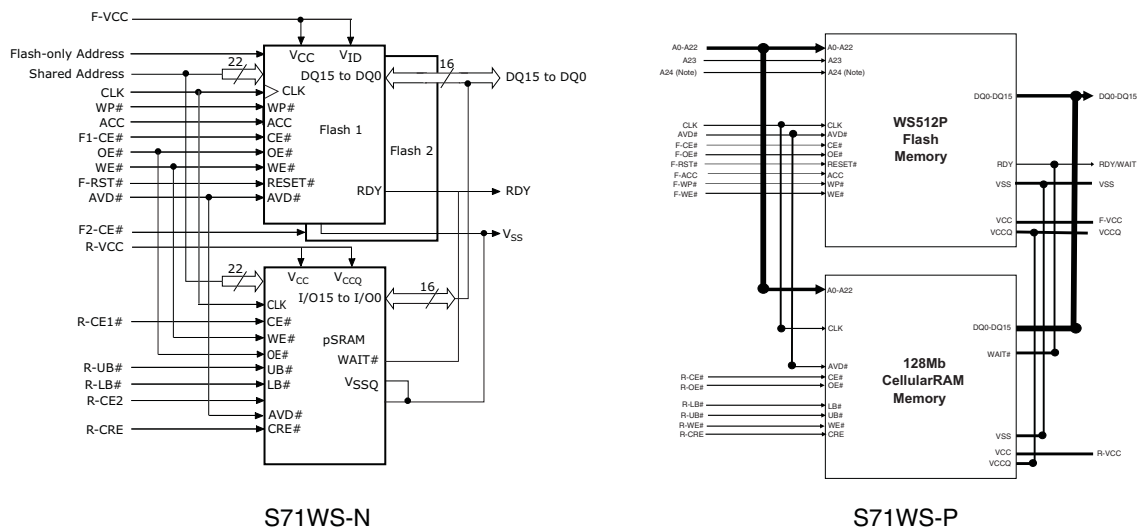 F-VCC
Flash-only Address
Shared Address
CLK
WP#
ACC
F1-CE#
OE#
WE#
F-RST#
AVD#
F2-CE#
R-VCC
22
VCC
VID
DQ15 to DQ0
16
DQ15 to DQ0
CLK
WP#
ACC
CE#
OE#
WE#
RESET#
AVD#
Flash 1
Flash 2
RDY
RDY
VSS
22
VCC
VCCQ
I/O15 to I/O0
16
CLK
CE#
WE#
OE#
UB#
LB#
AVD#
CRE#
pSRAM
WAIT#
VSSQ
R-CE1#
R-UB#
R-LB#
R-CE2
R-CRE
S71WS-N
A0-A22
A23
A24 (Note)
CLK
AVD#
F-CE#
F-OE#
F-RST#
F-ACC
F-WP#
F-WE#
A0-A22
A23
A24 (Note)
CLK
AVD#
CE#
OE#
RESET#
ACC
WP#
WE#
WS512P
Flash
Memory
DQ0-DQ15
DQ0-DQ15
RDY
RDY/WAIT
VSS
VSS
VCC
F-VCC
VCCQ
VCCQ
A0-A22
CLK
AVD#
CE#
OE#
LB#
UB#
WE#
CRE
R-CE#
R-OE#
R-LB#
R-UB#
R-WE#
R-CRE
128Mb
CellularRAM
Memory
DQ0-DQ15
WAIT#
VSS
VCC
VCCQ
R-VCC
S71WS-P